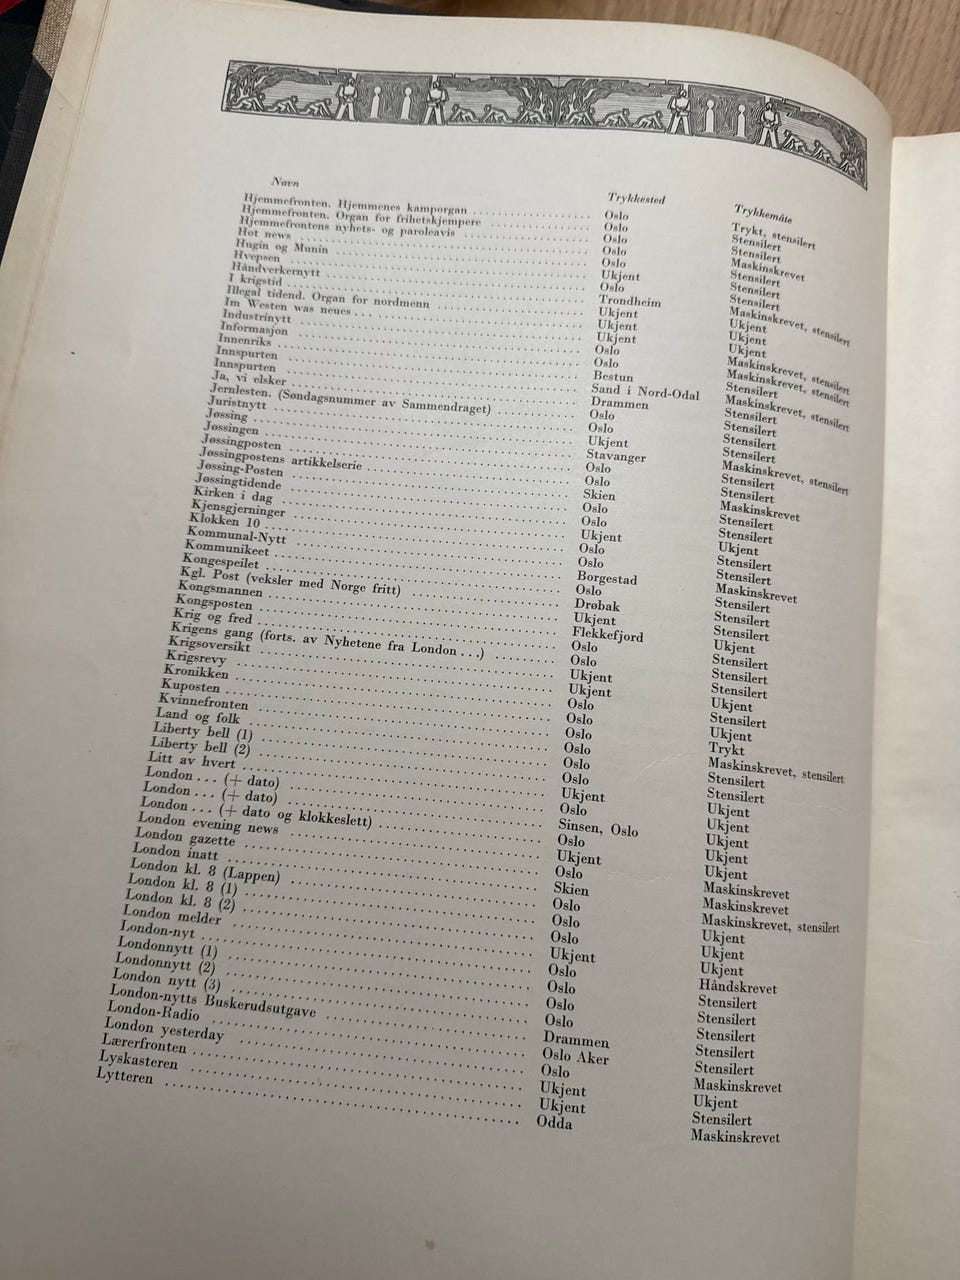 Navn Trykkested Trykkemåte
Hjemmefronten. Hjemmenes kamporgan Oslo Trykt, stensilert
Hjemmefronten. Organ for frihetskjempere Oslo Stensilert
Hjemmefrontens nyhets- og paroleavis Oslo Stensilert
Hot news Oslo Maskinskrevet
Hugin og Munin Oslo Stensilert
Hvepsen Ukjent Stensilert
Håndverkernytt Oslo Stensilert
I krigstid Trondheim Maskinskrevet, stensilert
Illegal tidend. Organ for nordmenn Ukjent Ukjent
Im Westen was neues Ukjent Ukjent
Industrinytt Ukjent Ukjent
Informasjon Oslo Maskinskrevet, stensilert
Innenriks Oslo Maskinskrevet, stensilert
Innspurten Bestun Stensilert
Innspurten Sand i Nord-Odal Maskinskrevet, stensilert
Ja, vi elsker Drammen Stensilert
Jernlesten. (Søndagsnummer av Sammendraget) Oslo Stensilert
Juristnytt Oslo Stensilert
Jøssing Ukjent Stensilert
Jøssingen Stavanger Maskinskrevet, stensilert
Jøssingposten Oslo Stensilert
Jøssingpostens artikkelserie Oslo Stensilert
Jøssing-Posten Skien Maskinskrevet
Jøssingtidende Oslo Stensilert
Kirken i dag Oslo Stensilert
Kjensgjerninger Ukjent Ukjent
Klokken 10 Oslo Stensilert
Kommunal-Nytt Oslo Stensilert
Kommunikeet Borgestad Maskinskrevet
Kongespeilet Oslo Stensilert
Kgl. Post (veksler med Norge fritt) Drøbak Stensilert
Kongsmannen Ukjent Stensilert
Kongsposten Flekkefjord Ukjent
Krig og fred Oslo Stensilert
Krigens gang (forts. av Nyhetene fra London...) Oslo Stensilert
Krigsoversikt Ukjent Stensilert
Krigsrevy Ukjent Ukjent
Kronikken Oslo Stensilert
Kuposten Oslo Ukjent
Kvinnefronten Oslo Trykt
Land og folk Oslo Maskinskrevet, stensilert
Liberty bell (1) Oslo Stensilert
Liberty bell (2) Oslo Stensilert
Litt av hvert Ukjent Ukjent
London... (+ dato) Oslo Ukjent
London... (+ dato) Sinsen, Oslo Ukjent
London... (+ dato og klokkeslett) Oslo Ukjent
London evening news Ukjent Ukjent
London gazette Oslo Maskinskrevet
London inatt Skien Maskinskrevet
London kl. 8 (Lappen) Oslo Maskinskrevet, stensilert
London kl. 8 (1) Oslo Ukjent
London kl. 8 (2) Oslo Ukjent
London melder Ukjent Ukjent
London-nyt Oslo Håndskrevet
Londonnytt (1) Oslo Stensilert
Londonnytt (2) Oslo Stensilert
London nytt (3) Oslo Stensilert
London-nytts Buskerudsutgave Drammen Stensilert
London-Radio Oslo Aker Stensilert
London yesterday Oslo Maskinskrevet
Lærerfronten Ukjent Ukjent
Lyskasteren Ukjent Stensilert
Lytteren Odda Maskinskrevet